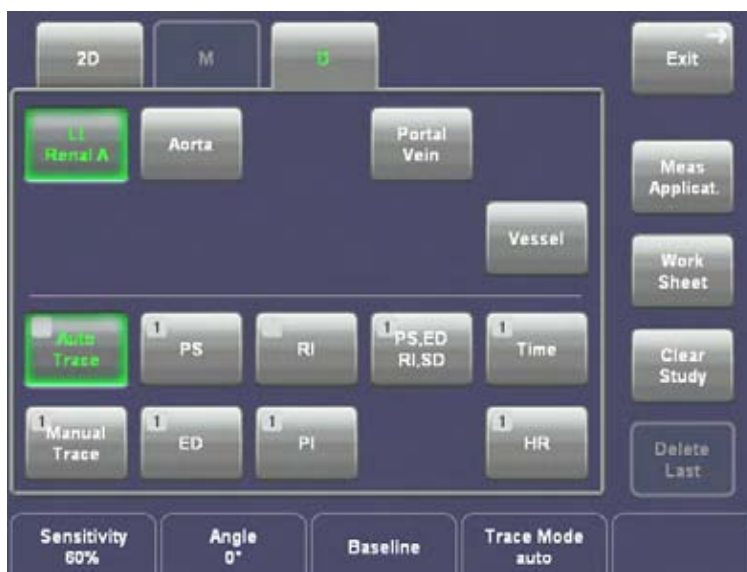 2D
M
D
Exit
Lt
Renal A
Aorta
Portal
Vein
Meas
Applicat.
Vessel
Work
Sheet
Auto
Trace
1
PS
RI
1
PS,ED
RI,SD
1
Time
Clear
Study
1
Manual
Trace
1
ED
1
PI
1
HR
Delete
Last
Sensitivity
60%
Angle
0°
Baseline
Trace Mode
auto